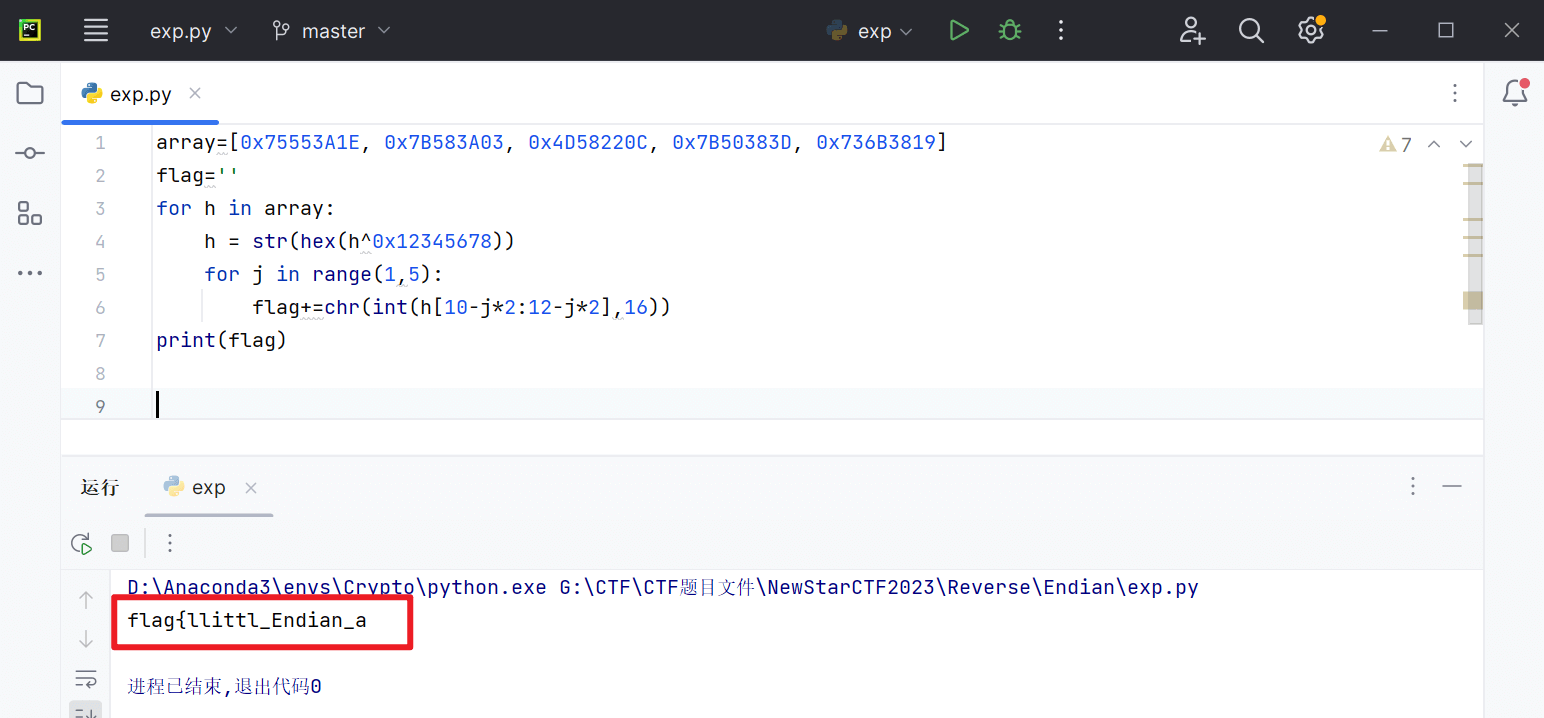 PC exp.py master exp
exp.py
1 array=[0x75553A1E, 0x7B583A03, 0x4D58220C, 0x7B50383D, 0x736B3819] 7
2 flag=''
3 for h in array:
4 h = str(hex(h^0x12345678))
5 for j in range(1,5):
6 flag+=chr(int(h[10-j*2:12-j*2],16))
7 print(flag)
8
9
运行 exp
D:\Anaconda3\envs\Crypto\python.exe G:\CTF\CTF题目文件\NewStarCTF2023\Reverse\Endian\exp.py
flag{llittl_Endian_a
进程已结束,退出代码0